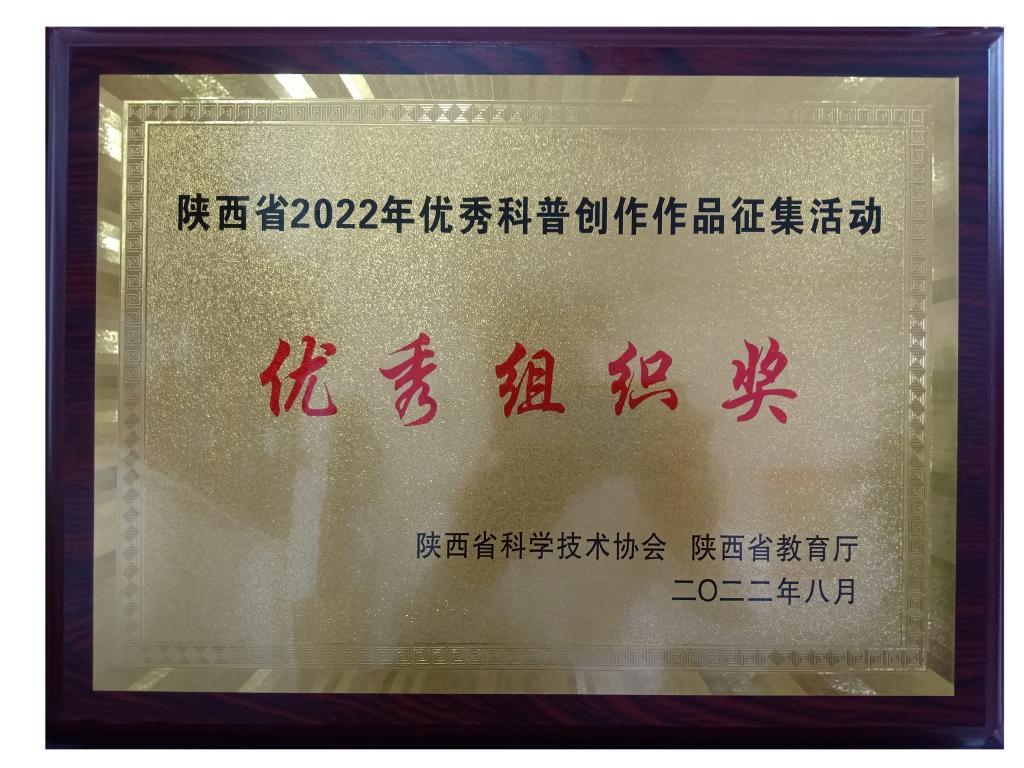 陕西省2022年优秀科普创作作品征集活动
优秀组织奖
陕西省科学技术协会 陕西省教育厅
二〇二二年八月